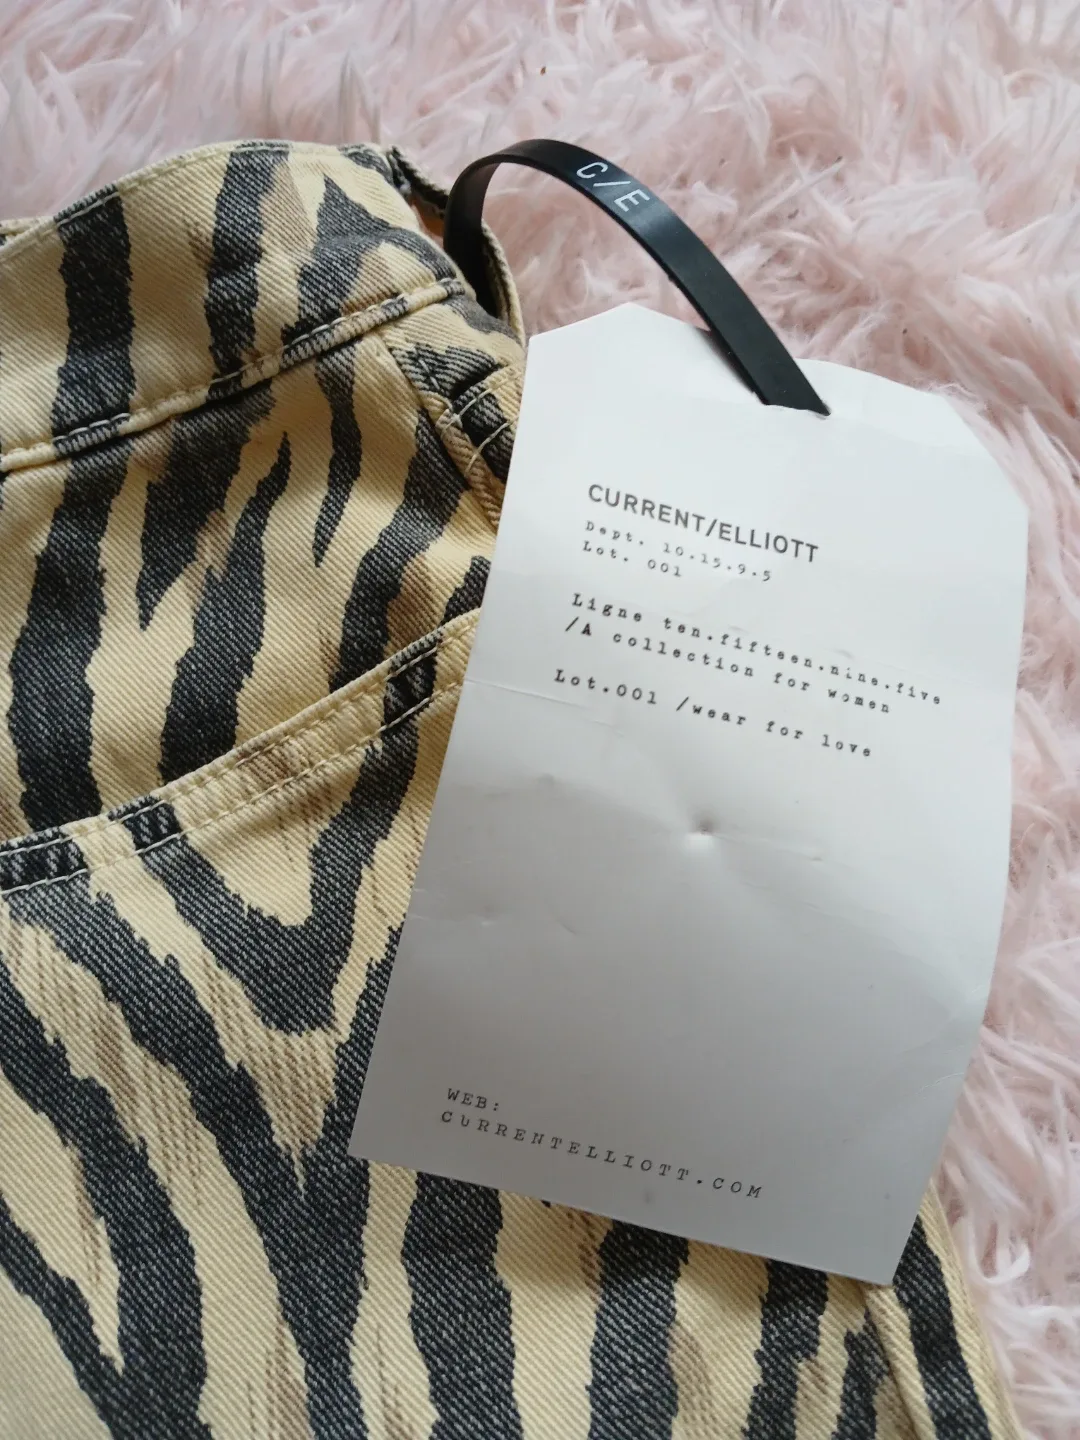 C/E
CURRENT/ELLIOTT
Dept. 10.15.9.5
Lot. 001
Ligne ten.fifteen.nine.five
/A collection for women
Lot.001 /wear for love
WEB:
CURRENTELLIOTT.COM